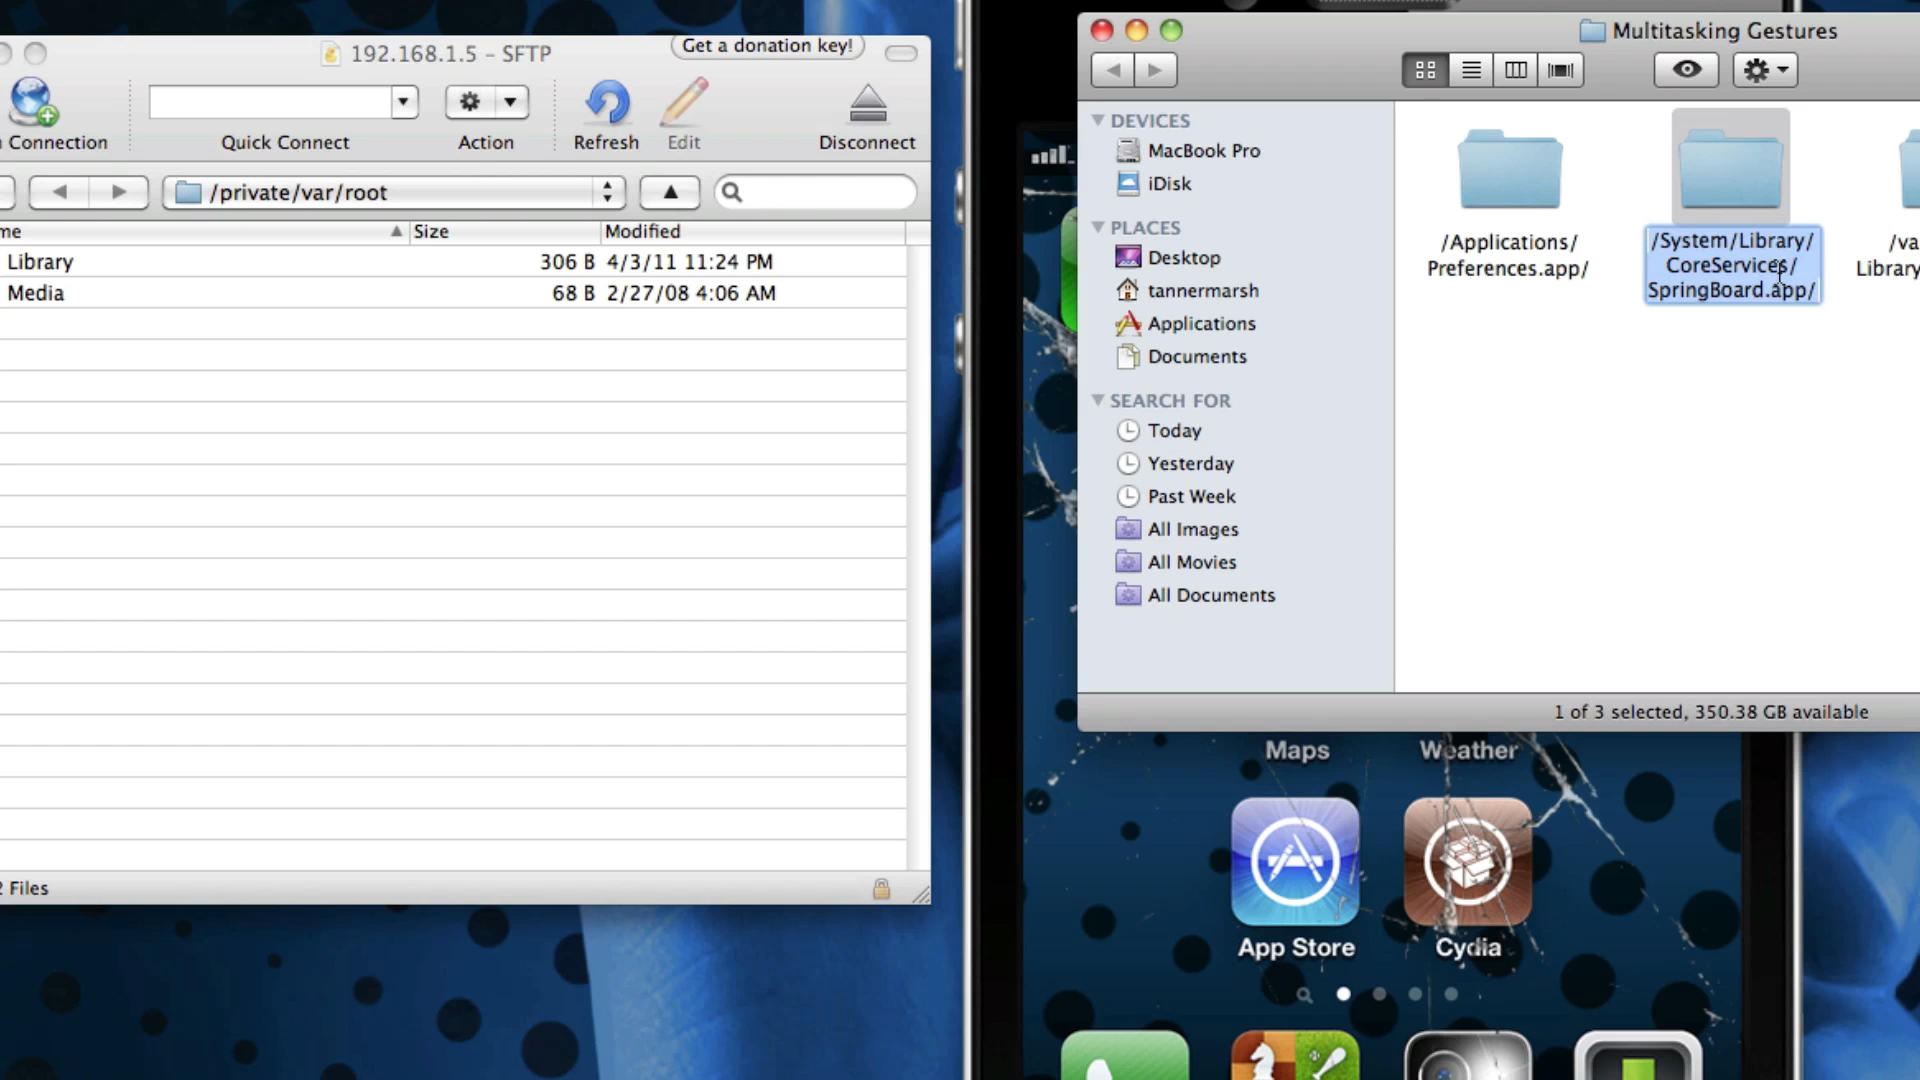 192.168.1.5 – SFTP
Get a donation key!
Connection
Quick Connect
Action
Refresh
Edit
Disconnect
/private/var/root
me
Size
Modified
Library
306 B
4/3/11 11:24 PM
Media
68 B
2/27/08 4:06 AM
2 Files
Multitasking Gestures
DEVICES
MacBook Pro
iDisk
PLACES
Desktop
tannermarsh
Applications
Documents
SEARCH FOR
Today
Yesterday
Past Week
All Images
All Movies
All Documents
/Applications/
Preferences.app/
/System/Library/
CoreServices/
SpringBoard.app/
/va
Library
1 of 3 selected, 350.38 GB available
Maps
Weather
App Store
Cydia